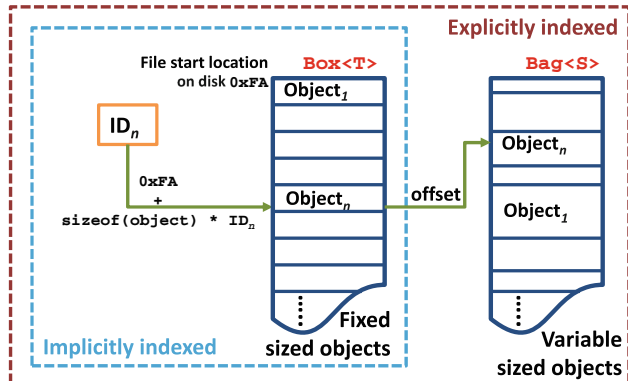 Explicitly indexed
File start location
on disk 0xFA
Box<T>
Bag<S>
Object1
IDn
Objectn
0xFA
+
sizeof(object) * IDn
Objectn
offset
Object1
Fixed
sized objects
Implicitly indexed
Variable
sized objects